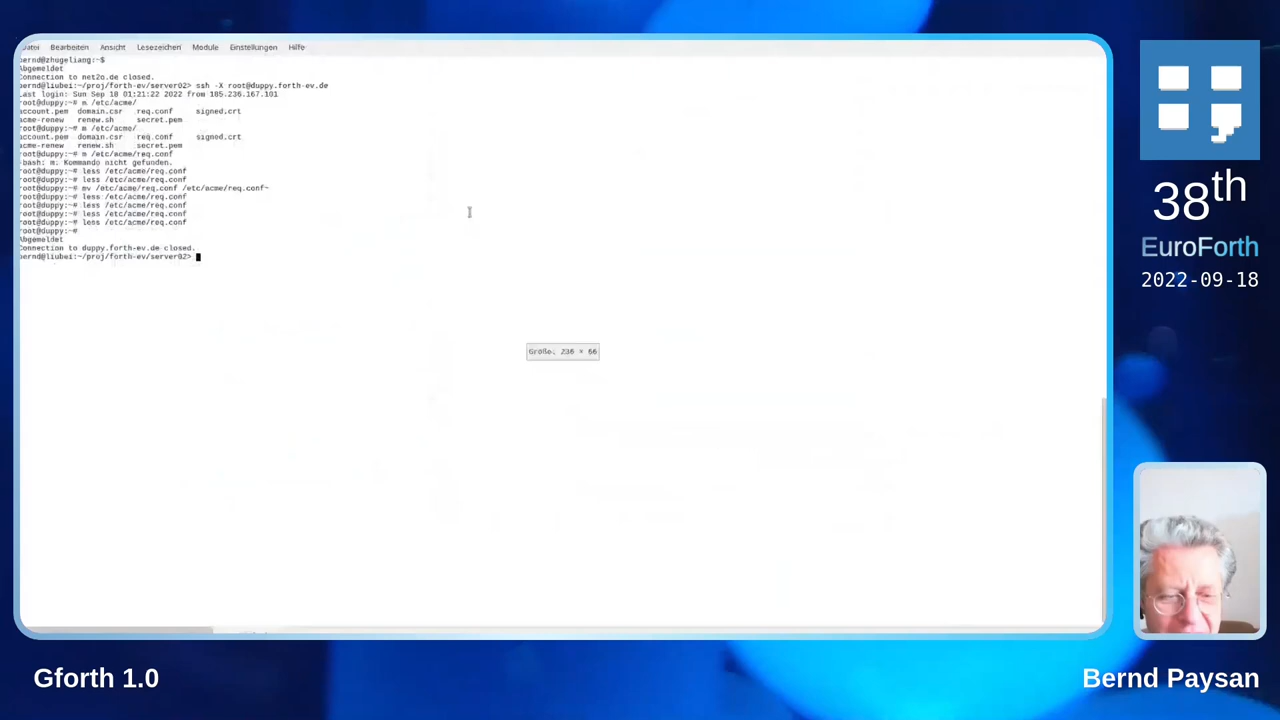 Datei Bearbeiten Ansicht Lesezeichen Module Einstellungen Hilfe
bernd@zhugeliang:~$
Abgemeldet
Connection to net2o.de closed.
bernd@liubei:~/proj/forth-ev/server02> ssh -X root@duppy.forth-ev.de
Last login: Sun Sep 18 01:21:22 2022 from 185.236.167.101
root@duppy:~# m /etc/acme/
account.pem domain.csr req.conf signed.crt
acme-renew renew.sh secret.pem
root@duppy:~# m /etc/acme/
account.pem domain.csr req.conf signed.crt
acme-renew renew.sh secret.pem
root@duppy:~# m /etc/acme/req.conf
-bash: m: Kommando nicht gefunden.
root@duppy:~# less /etc/acme/req.conf
root@duppy:~# less /etc/acme/req.conf
root@duppy:~# mv /etc/acme/req.conf /etc/acme/req.conf~
root@duppy:~# less /etc/acme/req.conf
root@duppy:~# less /etc/acme/req.conf
root@duppy:~# less /etc/acme/req.conf
root@duppy:~# less /etc/acme/req.conf
root@duppy:~#
Abgemeldet
Connection to duppy.forth-ev.de closed.
bernd@liubei:~/proj/forth-ev/server02>
Größe: 236 × 66
38th
EuroForth
2022-09-18
Gforth 1.0
Bernd Paysan